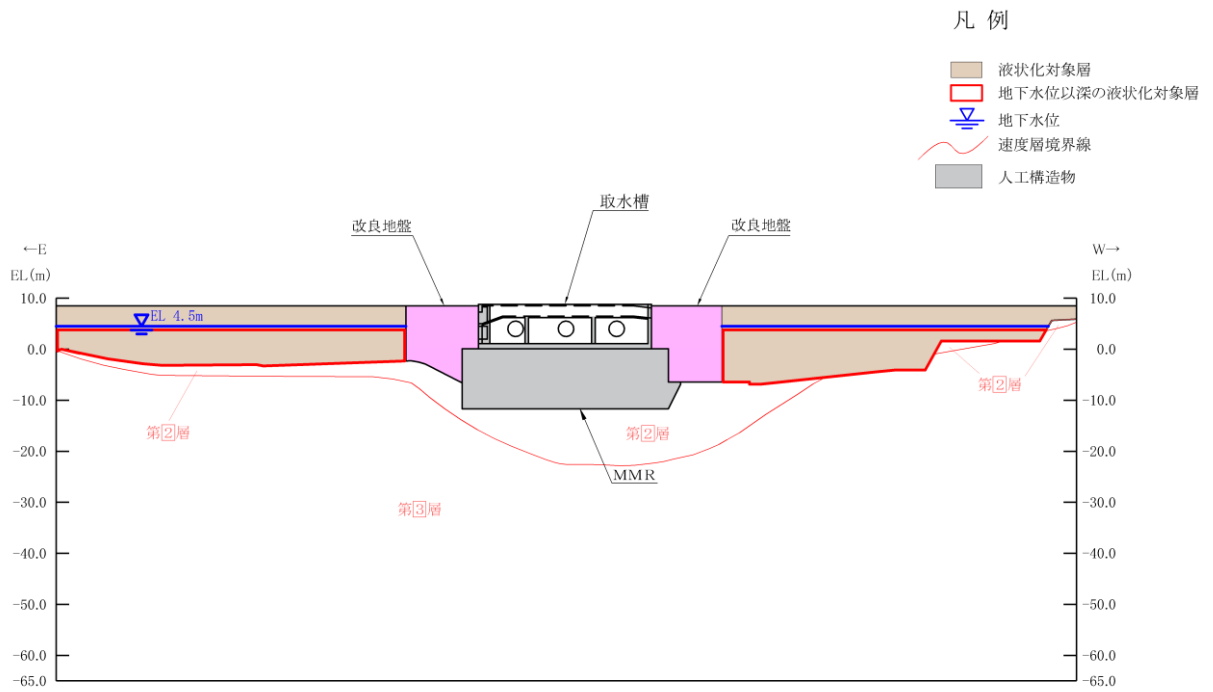 凡 例
液状化対象層
地下水位以深の液状化対象層
地下水位
速度層境界線
人工構造物
取水槽
改良地盤
改良地盤
←E
W→
EL(m)
EL(m)
10.0
10.0
EL 4.5m
0.0
0.0
第2層
-10.0
-10.0
第2層
第2層
-20.0
-20.0
MMR
-30.0
-30.0
第3層
-40.0
-40.0
-50.0
-50.0
-60.0
-60.0
-65.0
-65.0